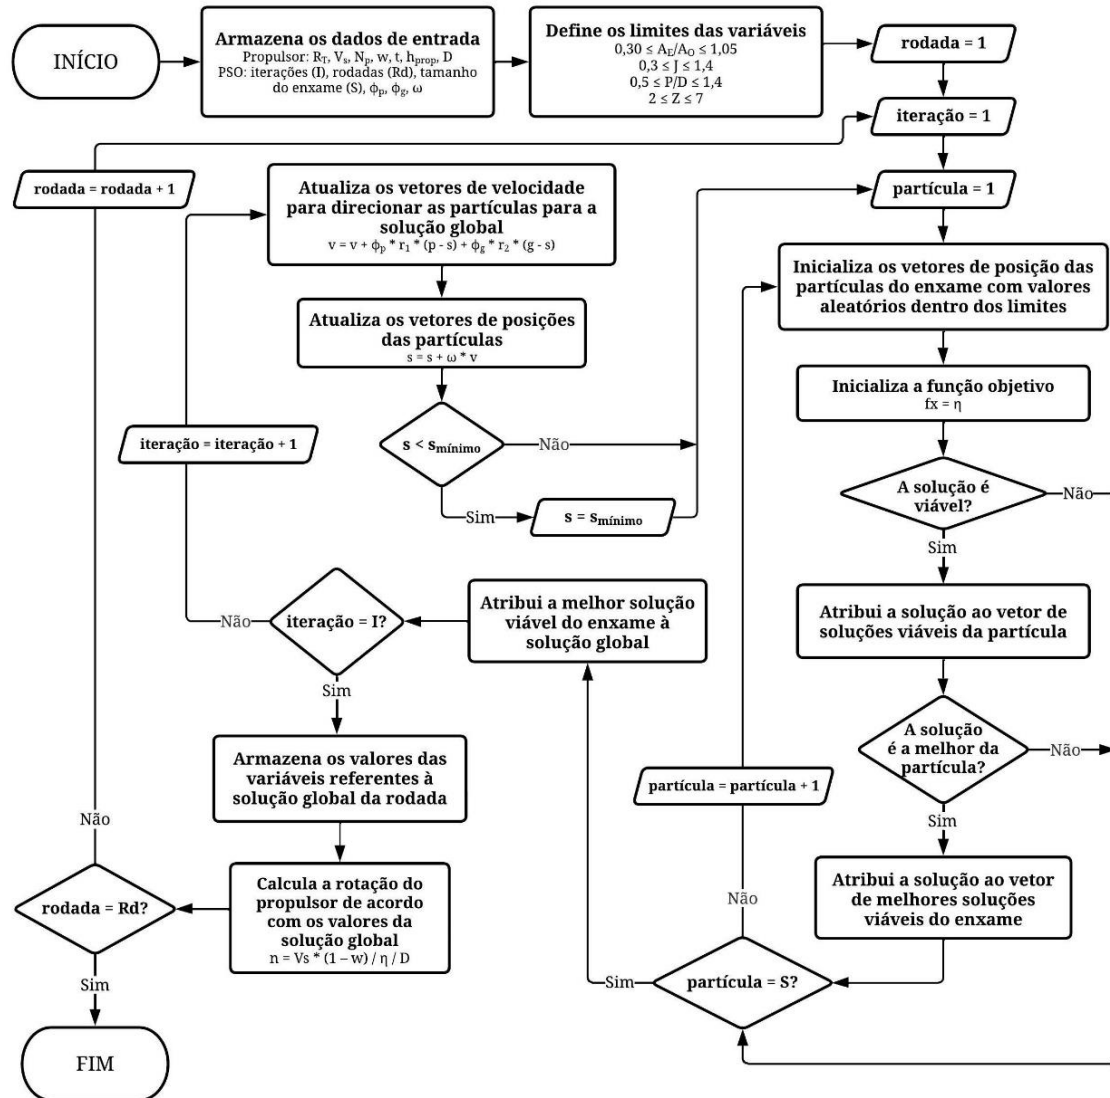 INÍCIO
Armazena os dados de entrada
Propulsor: R_T, V_s, N_p, w, t, h_prop, D
PSO: iterações (I), rodadas (Rd), tamanho
do enxame (S), ϕ_p, ϕ_g, ω
Define os limites das variáveis
0,30 ≤ A_E/A_O ≤ 1,05
0,3 ≤ J ≤ 1,4
0,5 ≤ P/D ≤ 1,4
2 ≤ Z ≤ 7
rodada = 1
iteração = 1
partícula = 1
Inicializa os vetores de posição das
partículas do enxame com valores
aleatórios dentro dos limites
Inicializa a função objetivo
fx = η
A solução é
viável?
Não
Sim
Atribui a solução ao vetor de
soluções viáveis da partícula
A solução
é a melhor da
partícula?
Não
Sim
Atribui a solução ao vetor
de melhores soluções
viáveis do enxame
partícula = S?
Não
partícula = partícula + 1
Sim
Atribui a melhor solução
viável do enxame à
solução global
iteração = I?
Não
iteração = iteração + 1
Atualiza os vetores de velocidade
para direcionar as partículas para a
solução global
v = v + ϕ_p * r_1 * (p - s) + ϕ_g * r_2 * (g - s)
Atualiza os vetores de posições
das partículas
s = s + ω * v
s < s_mínimo
Não
Sim
s = s_mínimo
Sim
Armazena os valores das
variáveis referentes à
solução global da rodada
Calcula a rotação do
propulsor de acordo
com os valores da
solução global
n = Vs * (1 – w) / η / D
rodada = Rd?
Não
rodada = rodada + 1
Sim
FIM